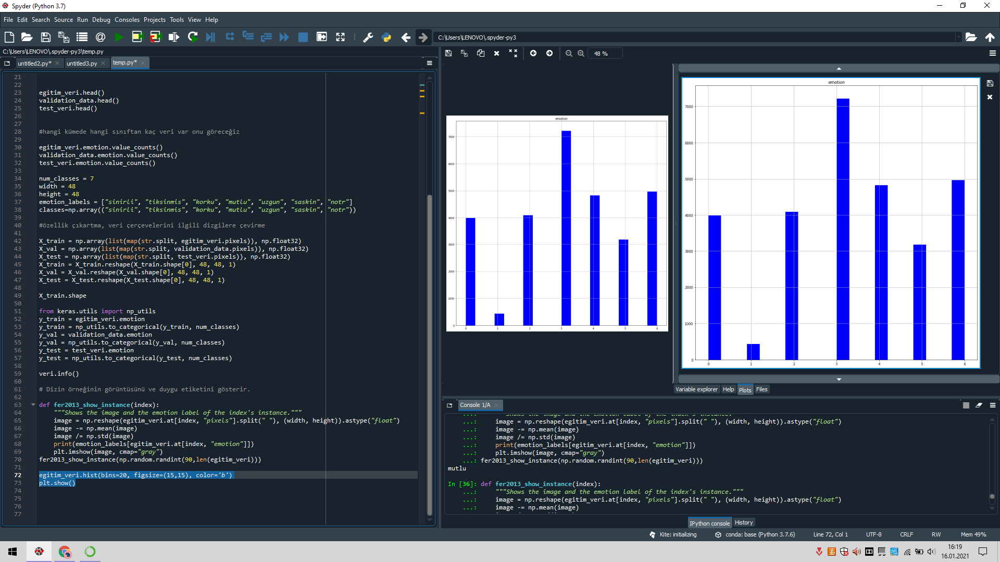 Spyder (Python 3.7)
File Edit Search Source Run Debug Consoles Projects Tools View Help
C:\Users\LENOVO\.spyder-py3
C:\Users\LENOVO\.spyder-py3\temp.py
untitled2.py* untitled3.py temp.py*
48 %
21
22
23 egitim_veri.head()
24 validation_data.head()
25 test_veri.head()
26
27
28 #hangi kümede hangi sınıftan kaç veri var onu göreceğiz
29
30 egitim_veri.emotion.value_counts()
31 validation_data.emotion.value_counts()
32 test_veri.emotion.value_counts()
33
34 num_classes = 7
35 width = 48
36 height = 48
37 emotion_labels = ["sinirli", "tiksinmis", "korku", "mutlu", "uzgun", "saskin", "notr"]
38 classes=np.array(("sinirli", "tiksinmis", "korku", "mutlu", "uzgun", "saskin", "notr"))
39
40 #özellik çıkartma, veri çerçevelerini ilgili dizgilere çevirme
41
42 X_train = np.array(list(map(str.split, egitim_veri.pixels)), np.float32)
43 X_val = np.array(list(map(str.split, validation_data.pixels)), np.float32)
44 X_test = np.array(list(map(str.split, test_veri.pixels)), np.float32)
45 X_train = X_train.reshape(X_train.shape[0], 48, 48, 1)
46 X_val = X_val.reshape(X_val.shape[0], 48, 48, 1)
47 X_test = X_test.reshape(X_test.shape[0], 48, 48, 1)
48
49 X_train.shape
50
51 from keras.utils import np_utils
52 y_train = egitim_veri.emotion
53 y_train = np_utils.to_categorical(y_train, num_classes)
54 y_val = validation_data.emotion
55 y_val = np_utils.to_categorical(y_val, num_classes)
56 y_test = test_veri.emotion
57 y_test = np_utils.to_categorical(y_test, num_classes)
58
59 veri.info()
60
61 # Dizin örneğinin görüntüsünü ve duygu etiketini gösterir.
62
63 def fer2013_show_instance(index):
64 """Shows the image and the emotion label of the index's instance."""
65 image = np.reshape(egitim_veri.at[index, "pixels"].split(" "), (width, height)).astype("float")
66 image -= np.mean(image)
67 image /= np.std(image)
68 print(emotion_labels[egitim_veri.at[index, "emotion"]])
69 plt.imshow(image, cmap="gray")
70 fer2013_show_instance(np.random.randint(90,len(egitim_veri)))
71
72 egitim_veri.hist(bins=20, figsize=(15,15), color='b')
73 plt.show()
74
75
76
77
emotion
7000
6000
5000
4000
3000
2000
1000
0
0 1 2 3 4 5 6
emotion
7000
6000
5000
4000
3000
2000
1000
0
0 1 2 3 4 5 6
Variable explorer Help Plots Files
Console 1/A
...: """Shows the image and the emotion label of the index's instance."""
...: image = np.reshape(egitim_veri.at[index, "pixels"].split(" "), (width, height)).astype("float")
...: image -= np.mean(image)
...: image /= np.std(image)
...: print(emotion_labels[egitim_veri.at[index, "emotion"]])
...: plt.imshow(image, cmap="gray")
...: fer2013_show_instance(np.random.randint(90,len(egitim_veri)))
mutlu
In [36]: def fer2013_show_instance(index):
...: """Shows the image and the emotion label of the index's instance."""
...: image = np.reshape(egitim_veri.at[index, "pixels"].split(" "), (width, height)).astype("float")
...: image -= np.mean(image)
IPython console History
Kite: initializing conda: base (Python 3.7.6) Line 72, Col 1 UTF-8 CRLF RW Mem 49%
16:19
16.01.2021